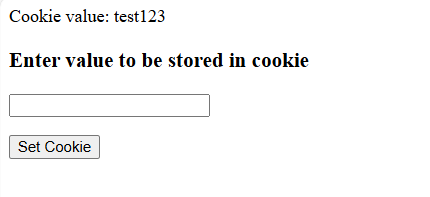 Cookie value: test123
Enter value to be stored in cookie
Set Cookie